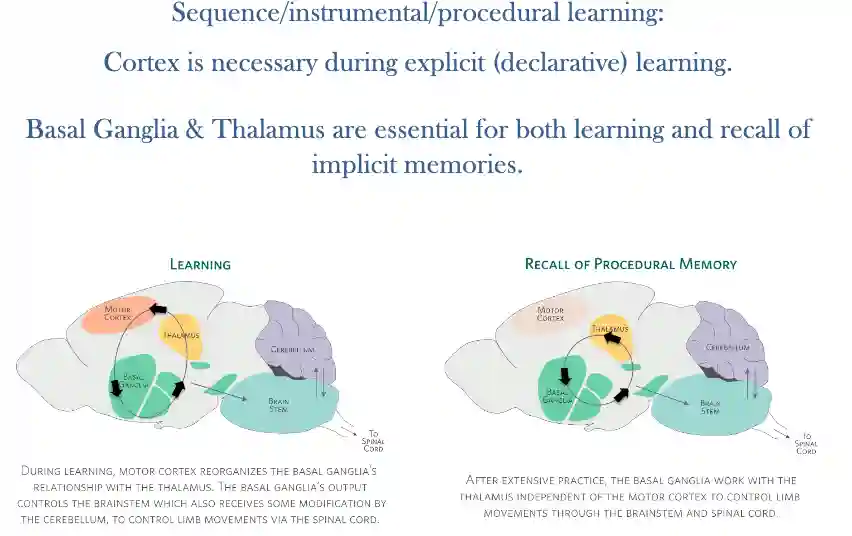 Sequence/instrumental/procedural learning:
Cortex is necessary during explicit (declarative) learning.
Basal Ganglia & Thalamus are essential for both learning and recall of
implicit memories.
LEARNING
MOTOR
CORTEX
THALAMUS
CEREBELLUM
BASAL
GANGLIA
BRAIN
STEM
TO
SPINAL
CORD
DURING LEARNING, MOTOR CORTEX REORGANIZES THE BASAL GANGLIA'S
RELATIONSHIP WITH THE THALAMUS. THE BASAL GANGLIA'S OUTPUT
CONTROLS THE BRAINSTEM WHICH ALSO RECEIVES SOME MODIFICATION BY
THE CEREBELLUM, TO CONTROL LIMB MOVEMENTS VIA THE SPINAL CORD.
RECALL OF PROCEDURAL MEMORY
MOTOR
CORTEX
THALAMUS
CEREBELLUM
BASAL
GANGLIA
BRAIN
STEM
TO
SPINAL
CORD
AFTER EXTENSIVE PRACTICE, THE BASAL GANGLIA WORK WITH THE
THALAMUS INDEPENDENT OF THE MOTOR CORTEX TO CONTROL LIMB
MOVEMENTS THROUGH THE BRAINSTEM AND SPINAL CORD.